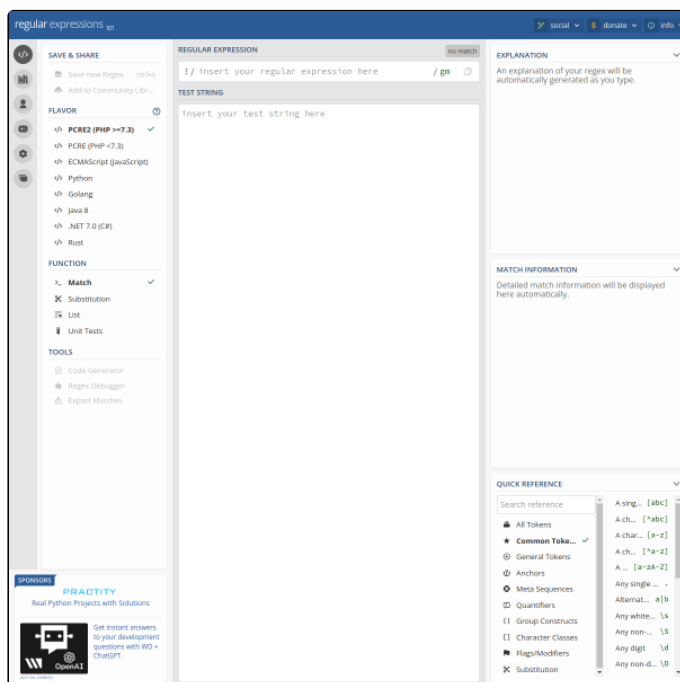 regular expressions 101
social
donate
info
SAVE & SHARE
Save new Regex ctrl+s
Add to Community Libr...
FLAVOR
PCRE2 (PHP >=7.3)
PCRE (PHP <7.3)
ECMAScript (JavaScript)
Python
Golang
Java 8
.NET 7.0 (C#)
Rust
FUNCTION
Match
Substitution
List
Unit Tests
TOOLS
Code Generator
Regex Debugger
Export Matches
SPONSORS
PRACTITY
Real Python Projects with Solutions
Get instant answers
to your development
questions with WD +
ChatGPT.
OpenAI
REGULAR EXPRESSION
no match
/ insert your regular expression here / gm
TEST STRING
insert your test string here
EXPLANATION
An explanation of your regex will be
automatically generated as you type.
MATCH INFORMATION
Detailed match information will be displayed
here automatically.
QUICK REFERENCE
Search reference
All Tokens
Common Toke...
General Tokens
Anchors
Meta Sequences
Quantifiers
Group Constructs
Character Classes
Flags/Modifiers
Substitution
A sing... [abc]
A ch... [^abc]
A char... [a-z]
A ch... [^a-z]
A ... [a-zA-Z]
Any single ... .
Alternat... a|b
Any white... \s
Any non-... \S
Any digit \d
Any non-d... \D